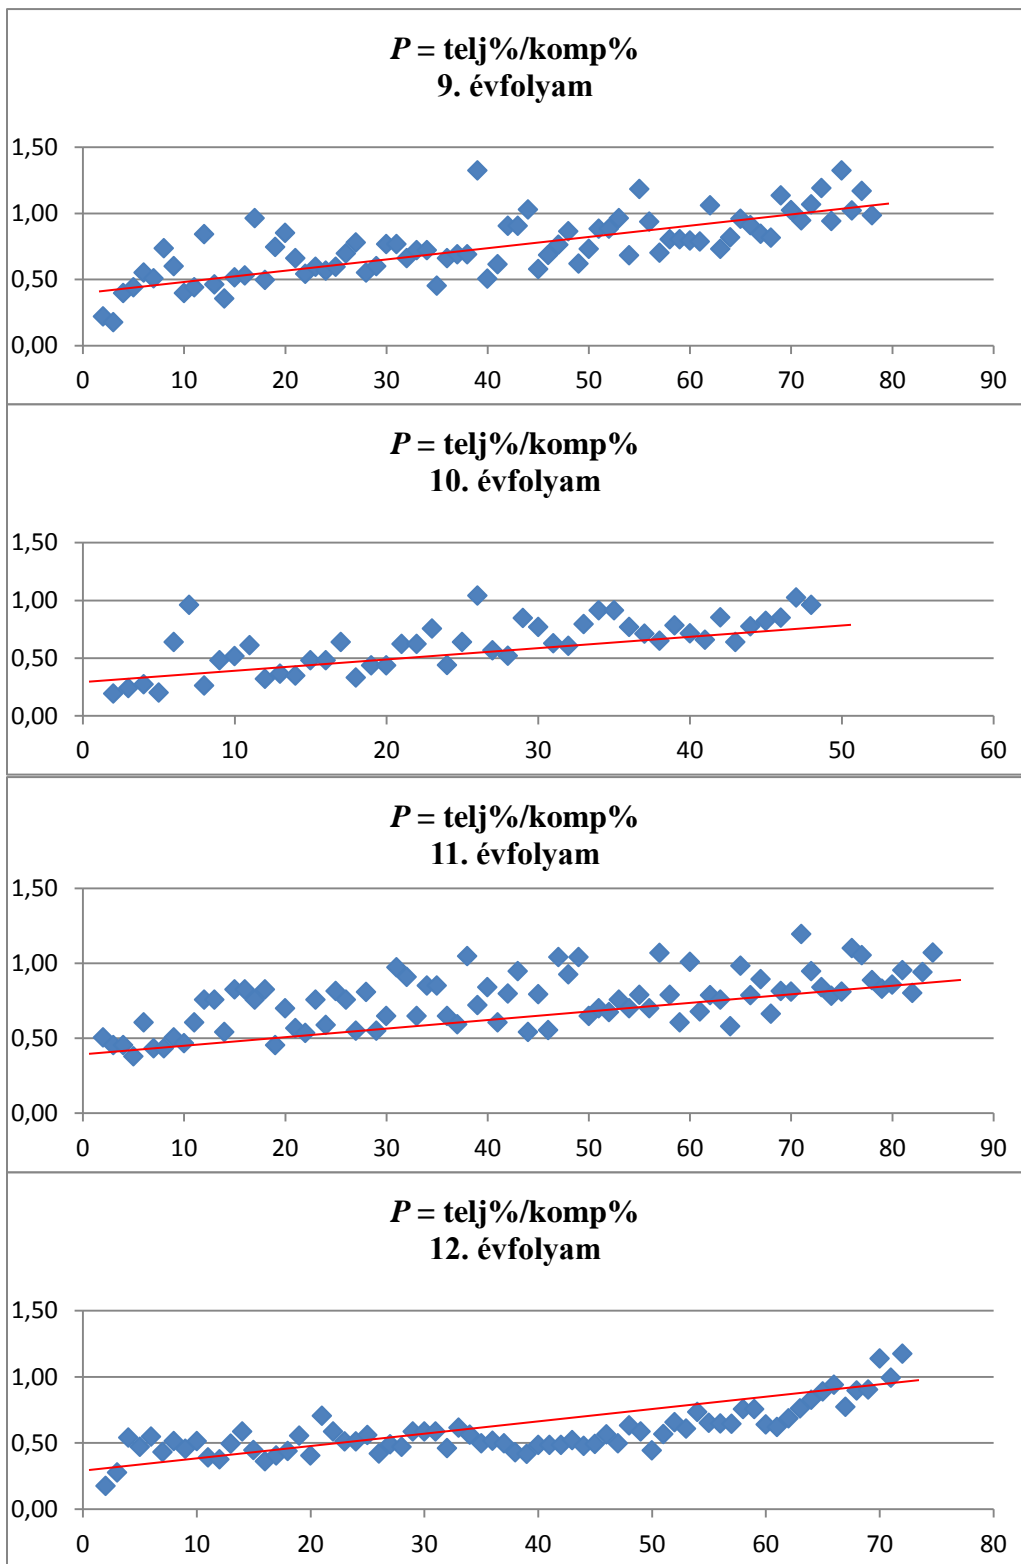 P = telj%/komp%
9. évfolyam
1,50
1,00
0,50
0,00
0 10 20 30 40 50 60 70 80 90
P = telj%/komp%
10. évfolyam
1,50
1,00
0,50
0,00
0 10 20 30 40 50 60
P = telj%/komp%
11. évfolyam
1,50
1,00
0,50
0,00
0 10 20 30 40 50 60 70 80 90
P = telj%/komp%
12. évfolyam
1,50
1,00
0,50
0,00
0 10 20 30 40 50 60 70 80